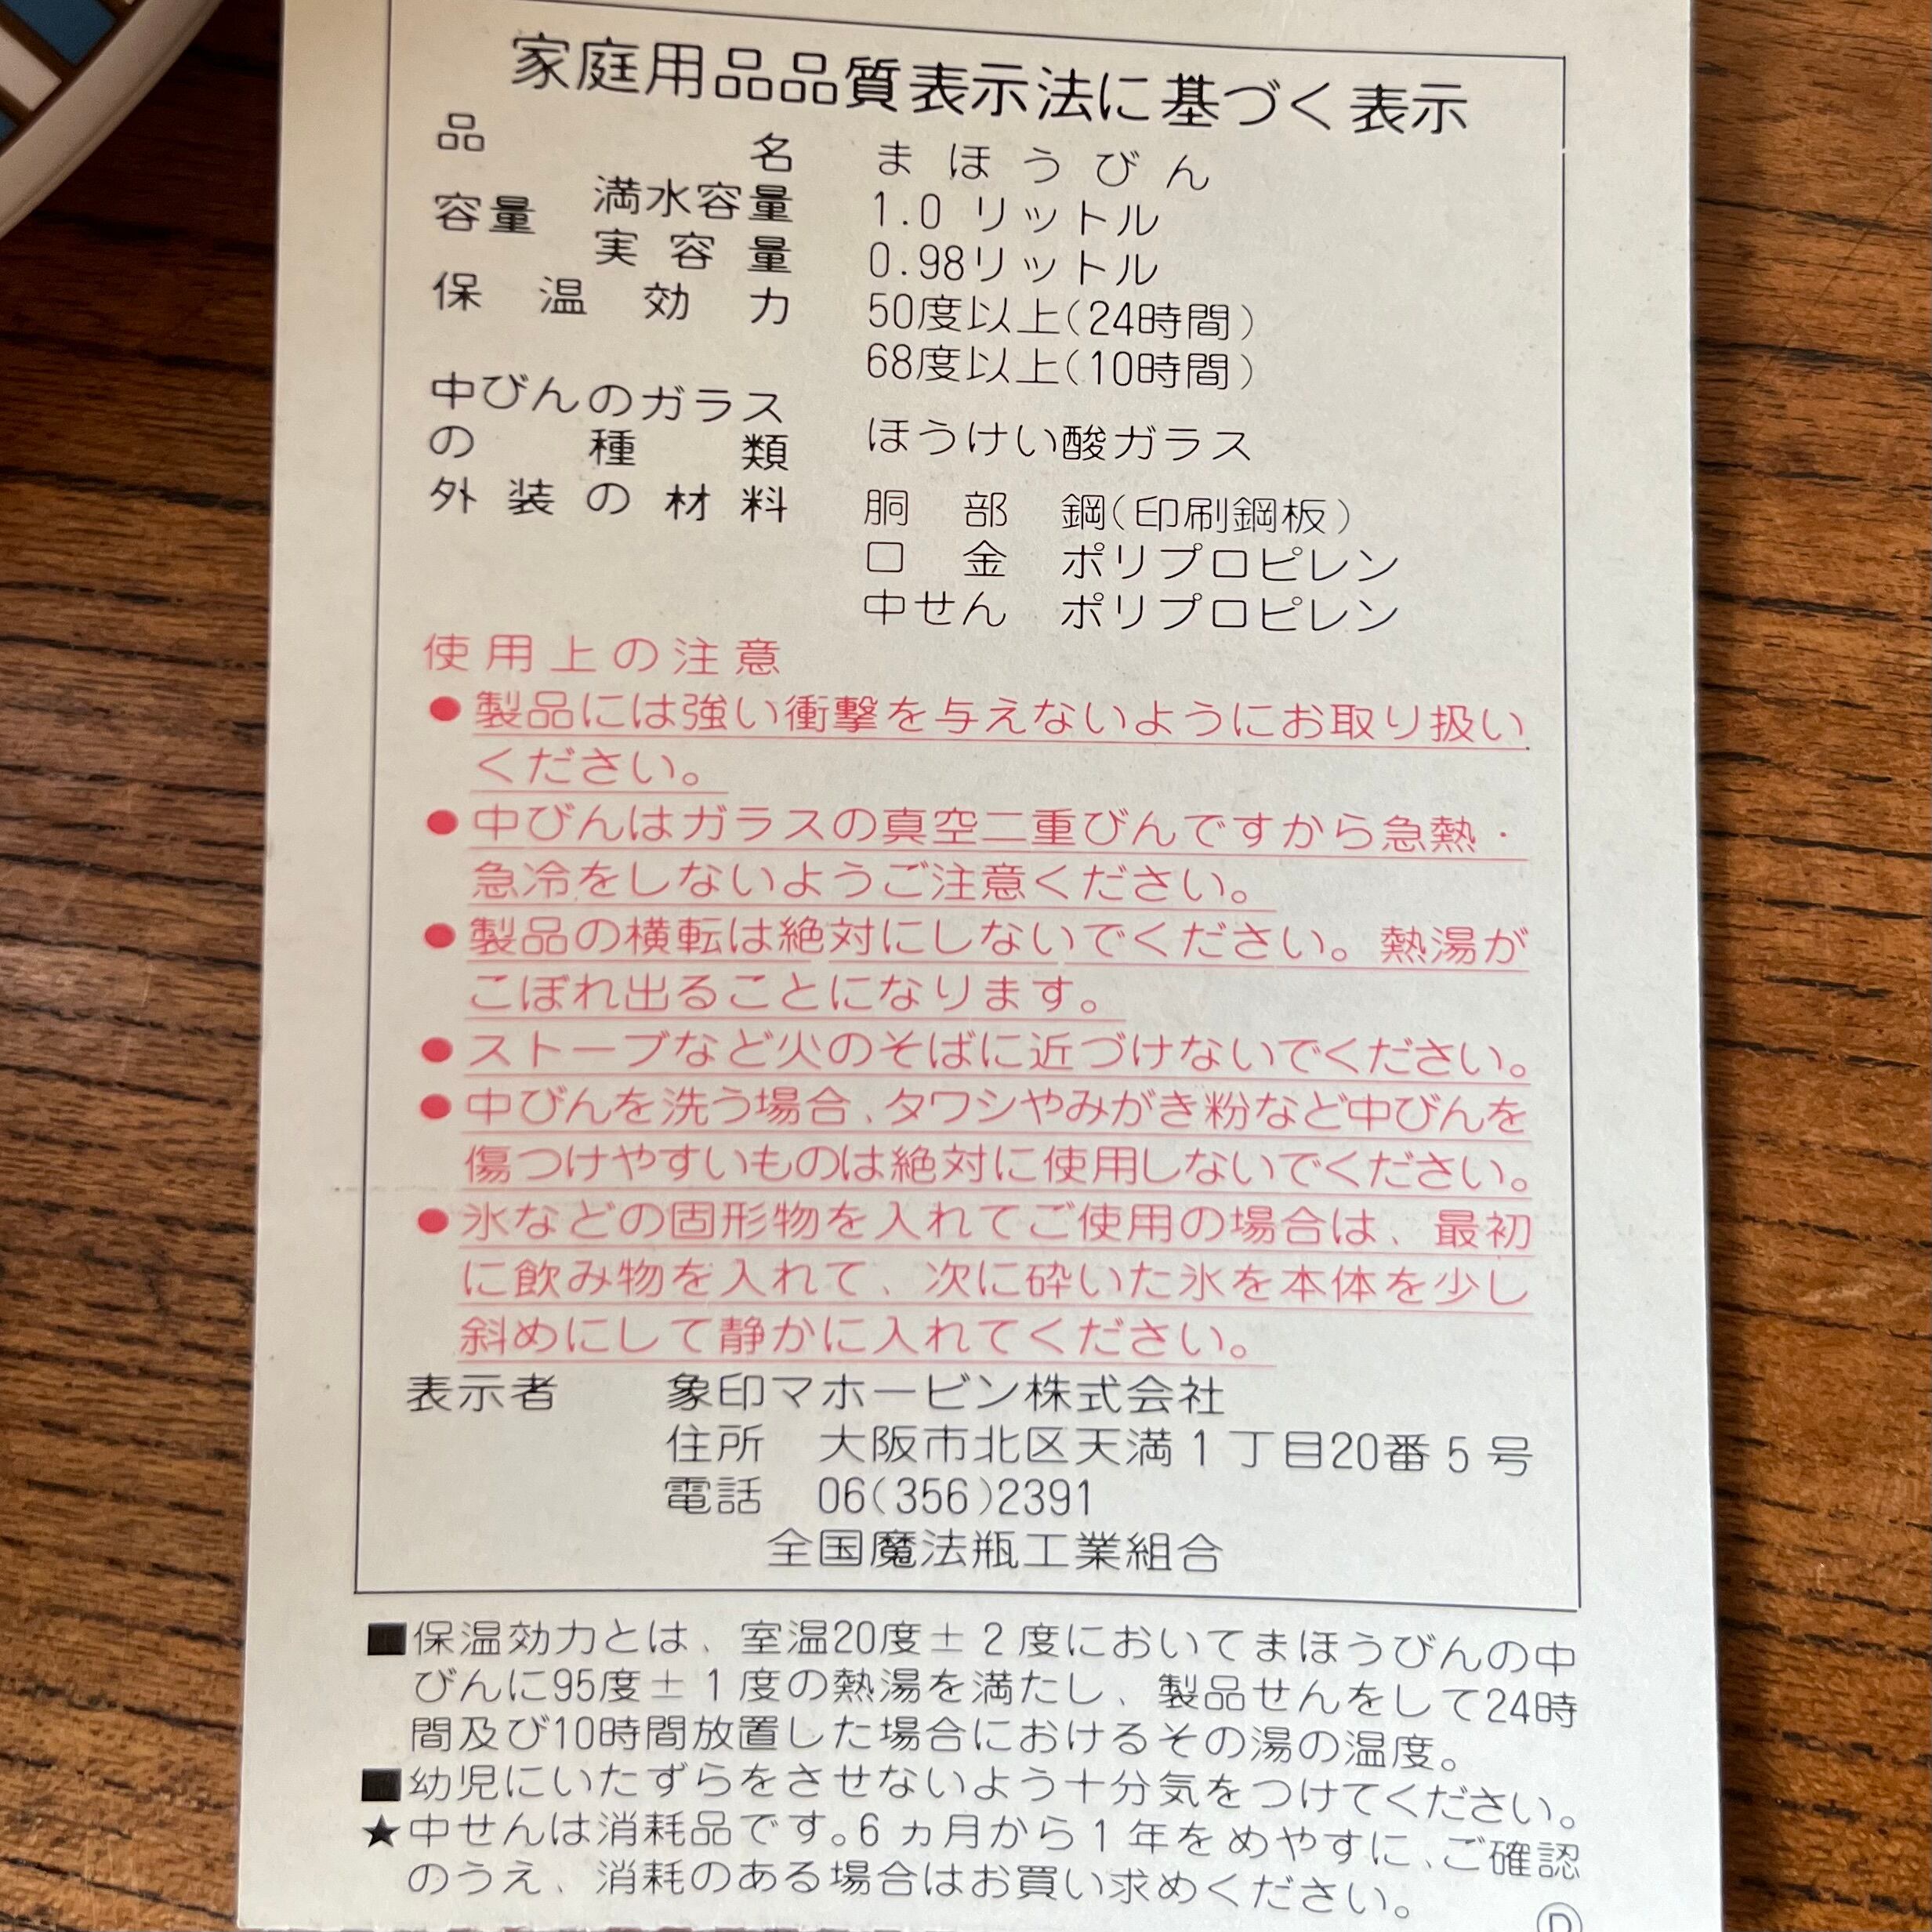 家庭用品品質表示法に基づく表示
品名 まほうびん
容量 満水容量 1.0 リットル
実容量 0.98リットル
保温効力 50度以上(24時間)
68度以上(10時間)
中びんのガラス
の種類 ほうけい酸ガラス
外装の材料 胴部 鋼(印刷鋼板)
口金 ポリプロピレン
中せん ポリプロピレン
使用上の注意
●製品には強い衝撃を与えないようにお取り扱い
ください。
●中びんはガラスの真空二重びんですから急熱・
急冷をしないようご注意ください。
●製品の横転は絶対にしないでください。熱湯が
こぼれ出ることになります。
●ストーブなど火のそばに近づけないでください。
●中びんを洗う場合、タワシやみがき粉など中びんを
傷つけやすいものは絶対に使用しないでください。
●氷などの固形物を入れてご使用の場合は、最初
に飲み物を入れて、次に砕いた氷を本体を少し
斜めにして静かに入れてください。
表示者 象印マホービン株式会社
住所 大阪市北区天満1丁目20番5号
電話 06(356)2391
全国魔法瓶工業組合
■保温効力とは、室温20度±2度においてまほうびんの中
びんに95度±1度の熱湯を満たし、製品せんをして24時
間及び10時間放置した場合におけるその湯の温度。
■幼児にいたずらをさせないよう十分気をつけてください。
★中せんは消耗品です。6ヵ月から1年をめやすに、ご確認
のうえ、消耗のある場合はお買い求めください。
Ⓓ